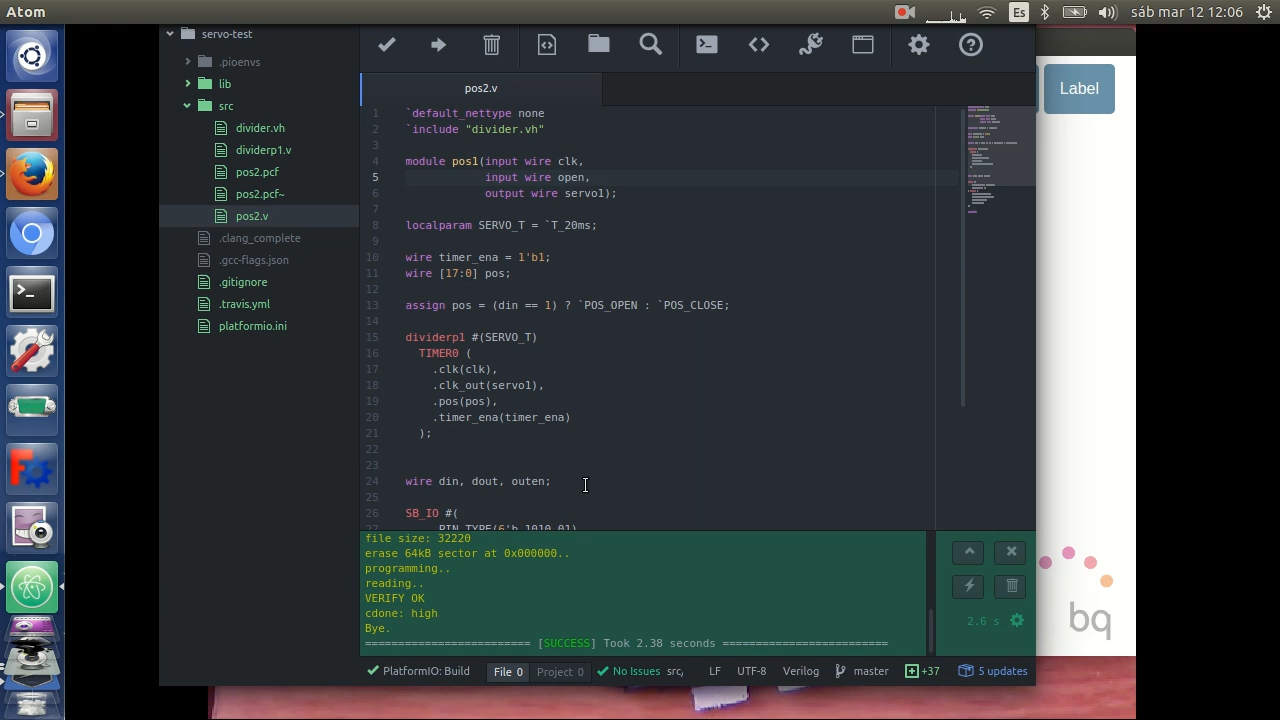 Atom
Es
sáb mar 12 12:06
servo-test
.pioenvs
lib
src
divider.vh
dividerp1.v
pos2.pcf
pos2.pcf~
pos2.v
.clang_complete
.gcc-flags.json
.gitignore
.travis.yml
platformio.ini
pos2.v
1 `default_nettype none
2 `include "divider.vh"
3
4 module pos1(input wire clk,
5 input wire open,
6 output wire servo1);
7
8 localparam SERVO_T = `T_20ms;
9
10 wire timer_ena = 1'b1;
11 wire [17:0] pos;
12
13 assign pos = (din == 1) ? `POS_OPEN : `POS_CLOSE;
14
15 dividerp1 #(SERVO_T)
16 TIMER0 (
17 .clk(clk),
18 .clk_out(servo1),
19 .pos(pos),
20 .timer_ena(timer_ena)
21 );
22
23
24 wire din, dout, outen;
25
26 SB_IO #(
27 PIN_TYPE(6'b 1010_01)
file size: 32220
erase 64kB sector at 0x000000..
programming..
reading..
VERIFY OK
cdone: high
Bye.
========================= [SUCCESS] Took 2.38 seconds =========================
2.6 s
PlatformIO: Build
File 0
Project 0
No Issues
src,
LF
UTF-8
Verilog
master
+37
5 updates
Label
bq